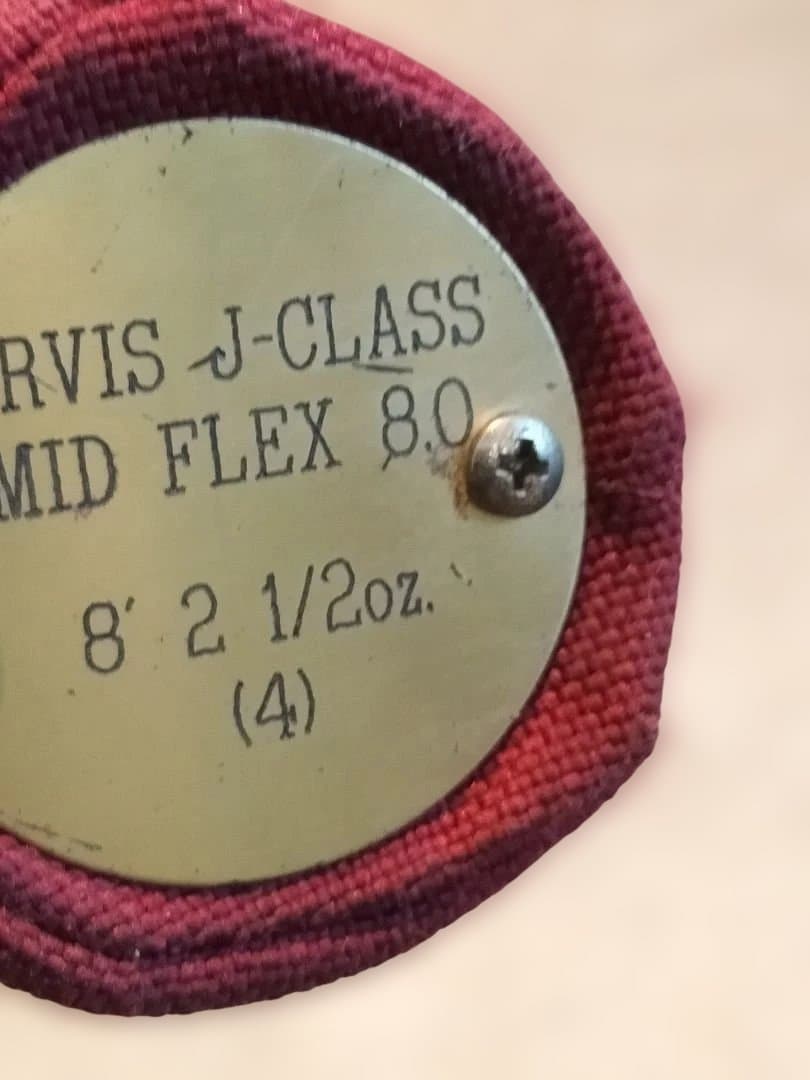 RVIS J-CLASS
MID FLEX 8.0
8' 2 1/2oz.
(4)